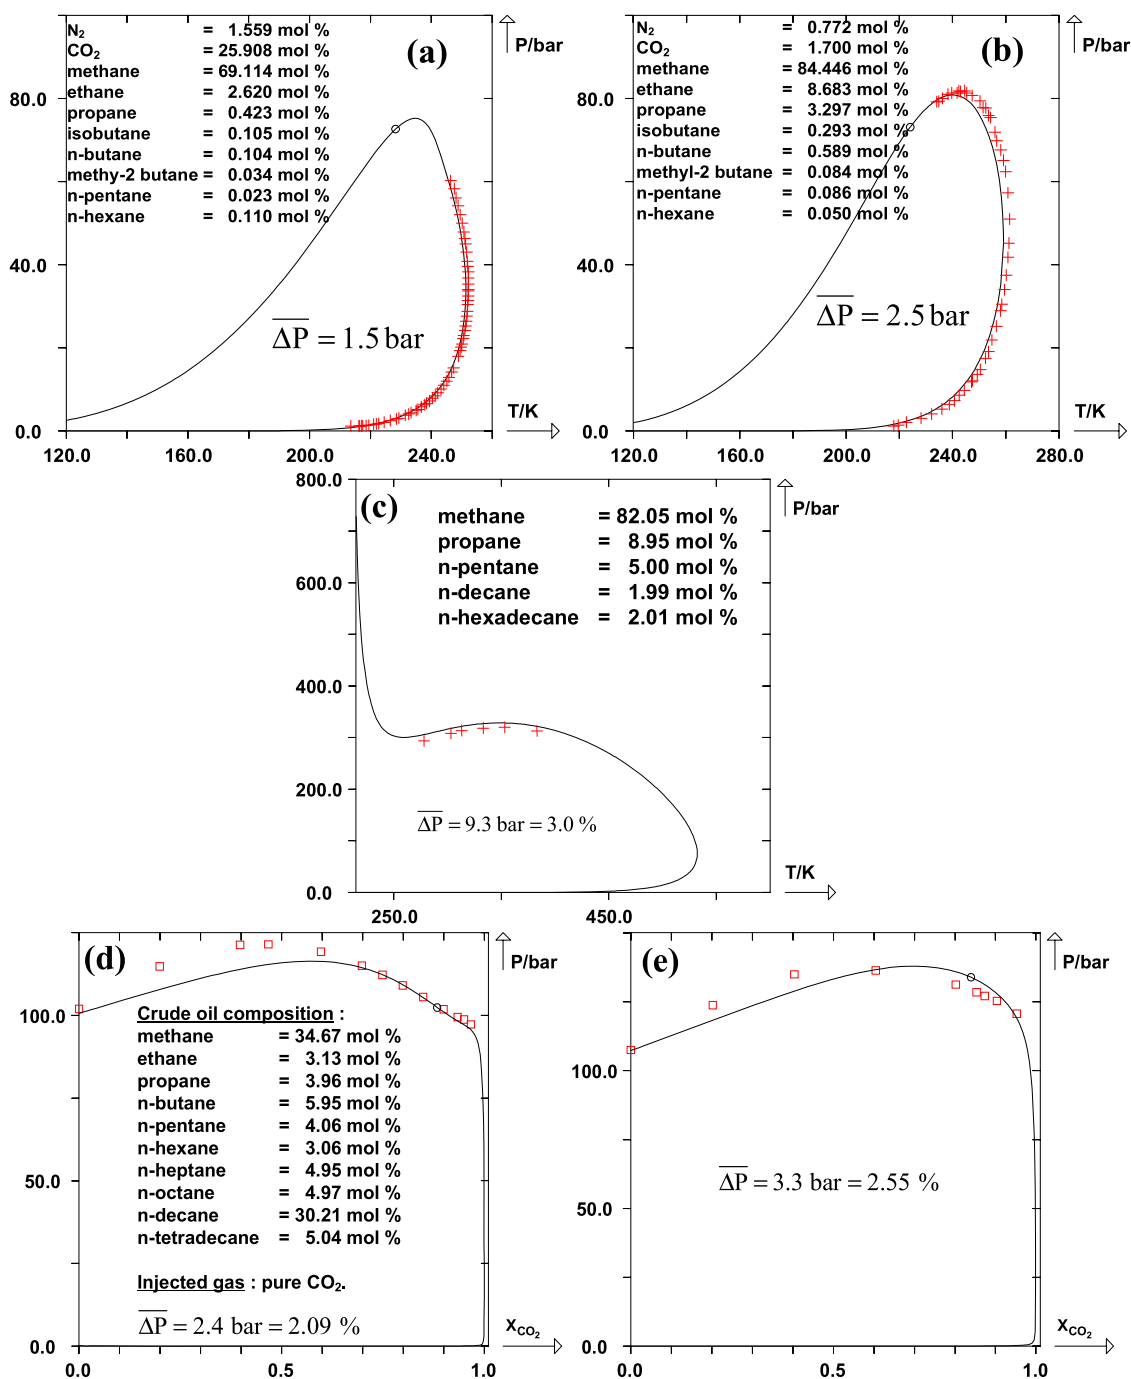 N₂ = 1.559 mol %
CO₂ = 25.908 mol %
methane = 69.114 mol %
ethane = 2.620 mol %
propane = 0.423 mol %
isobutane = 0.105 mol %
n-butane = 0.104 mol %
methy-2 butane = 0.034 mol %
n-pentane = 0.023 mol %
n-hexane = 0.110 mol %
(a)
P/bar
80.0
40.0
0.0
ΔP = 1.5 bar
T/K
120.0 160.0 200.0 240.0
N₂ = 0.772 mol %
CO₂ = 1.700 mol %
methane = 84.446 mol %
ethane = 8.683 mol %
propane = 3.297 mol %
isobutane = 0.293 mol %
n-butane = 0.589 mol %
methyl-2 butane = 0.084 mol %
n-pentane = 0.086 mol %
n-hexane = 0.050 mol %
(b)
P/bar
80.0
40.0
0.0
ΔP = 2.5 bar
T/K
120.0 160.0 200.0 240.0 280.0
(c)
P/bar
800.0
600.0
400.0
200.0
0.0
methane = 82.05 mol %
propane = 8.95 mol %
n-pentane = 5.00 mol %
n-decane = 1.99 mol %
n-hexadecane = 2.01 mol %
ΔP = 9.3 bar = 3.0 %
T/K
250.0 450.0
(d)
P/bar
100.0
50.0
0.0
Crude oil composition :
methane = 34.67 mol %
ethane = 3.13 mol %
propane = 3.96 mol %
n-butane = 5.95 mol %
n-pentane = 4.06 mol %
n-hexane = 3.06 mol %
n-heptane = 4.95 mol %
n-octane = 4.97 mol %
n-decane = 30.21 mol %
n-tetradecane = 5.04 mol %
Injected gas : pure CO₂.
ΔP = 2.4 bar = 2.09 %
X_CO₂
0.0 0.5 1.0
(e)
P/bar
100.0
50.0
0.0
ΔP = 3.3 bar = 2.55 %
X_CO₂
0.0 0.5 1.0